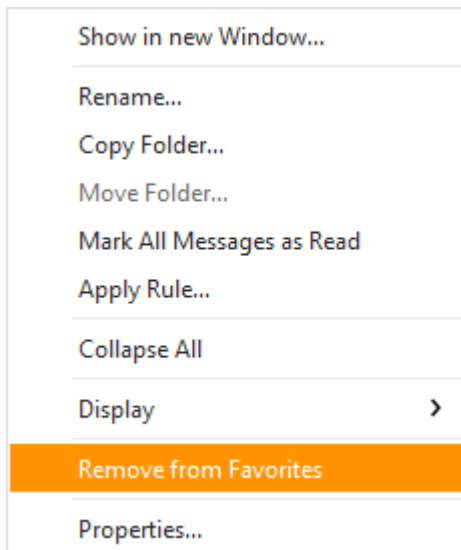 Show in new Window...
Rename...
Copy Folder...
Move Folder...
Mark All Messages as Read
Apply Rule...
Collapse All
Display
Remove from Favorites
Properties...